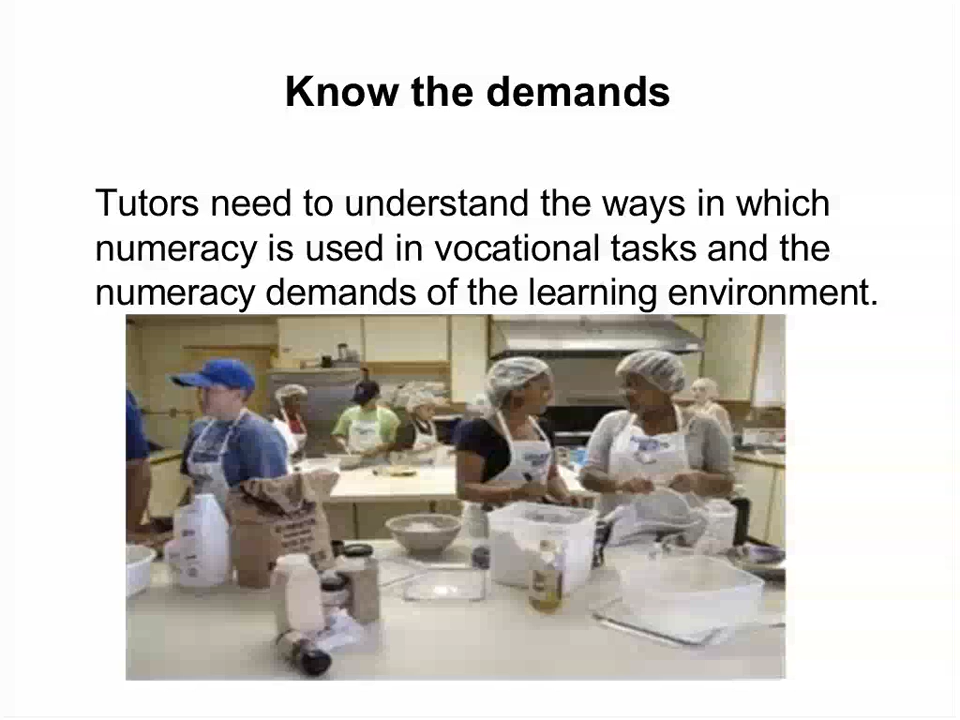 Know the demands
Tutors need to understand the ways in which
numeracy is used in vocational tasks and the
numeracy demands of the learning environment.